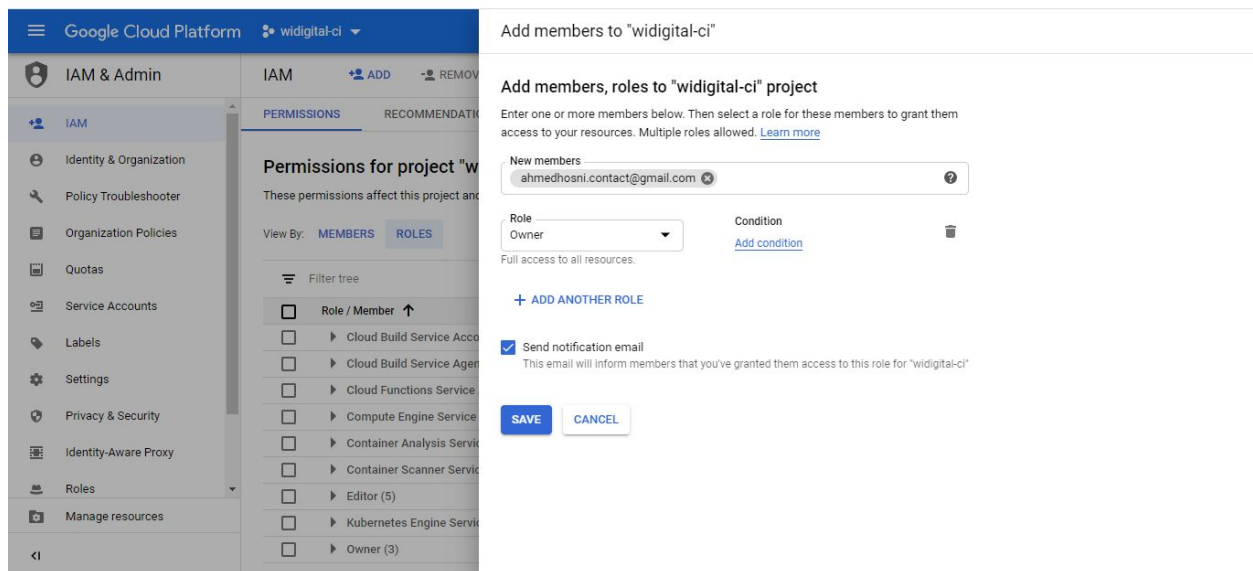 Google Cloud Platform
widigital-ci
IAM & Admin
IAM
Identity & Organization
Policy Troubleshooter
Organization Policies
Quotas
Service Accounts
Labels
Settings
Privacy & Security
Identity-Aware Proxy
Roles
Manage resources
IAM
ADD
REMOV
PERMISSIONS
RECOMMENDATI
Permissions for project "w
These permissions affect this project and
View By: MEMBERS ROLES
Filter tree
Role / Member
Cloud Build Service Acco
Cloud Build Service Agen
Cloud Functions Service
Compute Engine Service
Container Analysis Servic
Container Scanner Servic
Editor (5)
Kubernetes Engine Servic
Owner (3)
Add members to "widigital-ci"
Add members, roles to "widigital-ci" project
Enter one or more members below. Then select a role for these members to grant them
access to your resources. Multiple roles allowed. Learn more
New members
ahmedhosni.contact@gmail.com
Role
Owner
Full access to all resources.
Condition
Add condition
ADD ANOTHER ROLE
Send notification email
This email will inform members that you've granted them access to this role for "widigital-ci"
SAVE
CANCEL